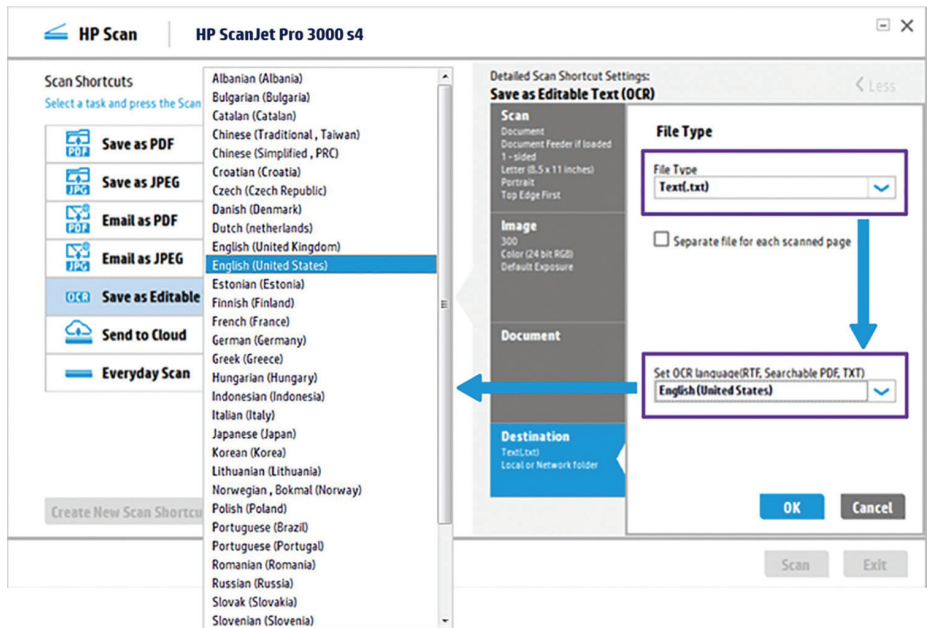 HP Scan
HP ScanJet Pro 3000 s4
Scan Shortcuts
Select a task and press the Scan
Save as PDF
Save as JPEG
Email as PDF
Email as JPEG
OCR Save as Editable
Send to Cloud
Everyday Scan
Create New Scan Shortcu
Albanian (Albania)
Bulgarian (Bulgaria)
Catalan (Catalan)
Chinese (Traditional , Taiwan)
Chinese (Simplified , PRC)
Croatian (Croatia)
Czech (Czech Republic)
Danish (Denmark)
Dutch (netherlands)
English (United Kingdom)
English (United States)
Estonian (Estonia)
Finnish (Finland)
French (France)
German (Germany)
Greek (Greece)
Hungarian (Hungary)
Indonesian (Indonesia)
Italian (Italy)
Japanese (Japan)
Korean (Korea)
Lithuanian (Lithuania)
Norwegian , Bokmal (Norway)
Polish (Poland)
Portuguese (Brazil)
Portuguese (Portugal)
Romanian (Romania)
Russian (Russia)
Slovak (Slovakia)
Slovenian (Slovenia)
Detailed Scan Shortcut Settings:
Save as Editable Text (OCR)
Less
Scan
Document
Document Feeder if loaded
1-sided
Letter (8.5 x 11 inches)
Portrait
Top Edge First
Image
300
Color (24 bit RGB)
Default Exposure
Document
Destination
Text(.txt)
Local or Network folder
File Type
File Type
Text(.txt)
Separate file for each scanned page
Set OCR language(RTF, Searchable PDF, TXT)
English (United States)
OK
Cancel
Scan
Exit